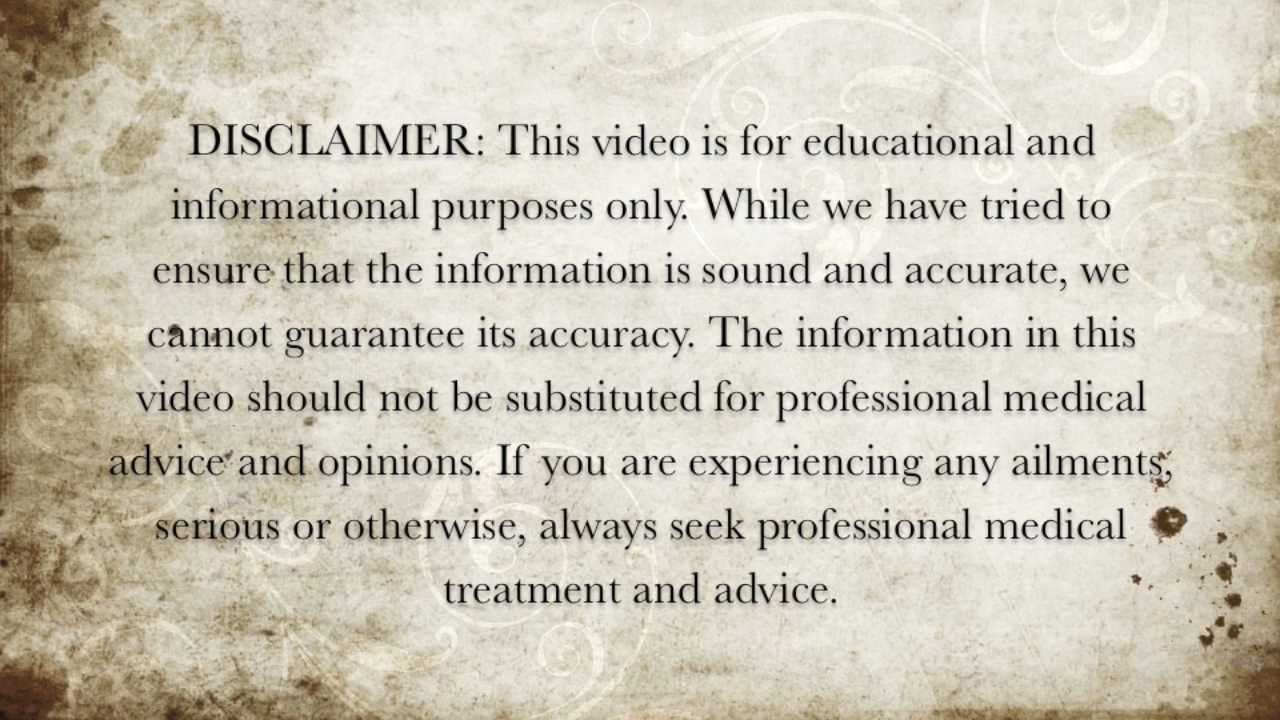 DISCLAIMER: This video is for educational and
informational purposes only. While we have tried to
ensure that the information is sound and accurate, we
cannot guarantee its accuracy. The information in this
video should not be substituted for professional medical
advice and opinions. If you are experiencing any ailments,
serious or otherwise, always seek professional medical
treatment and advice.